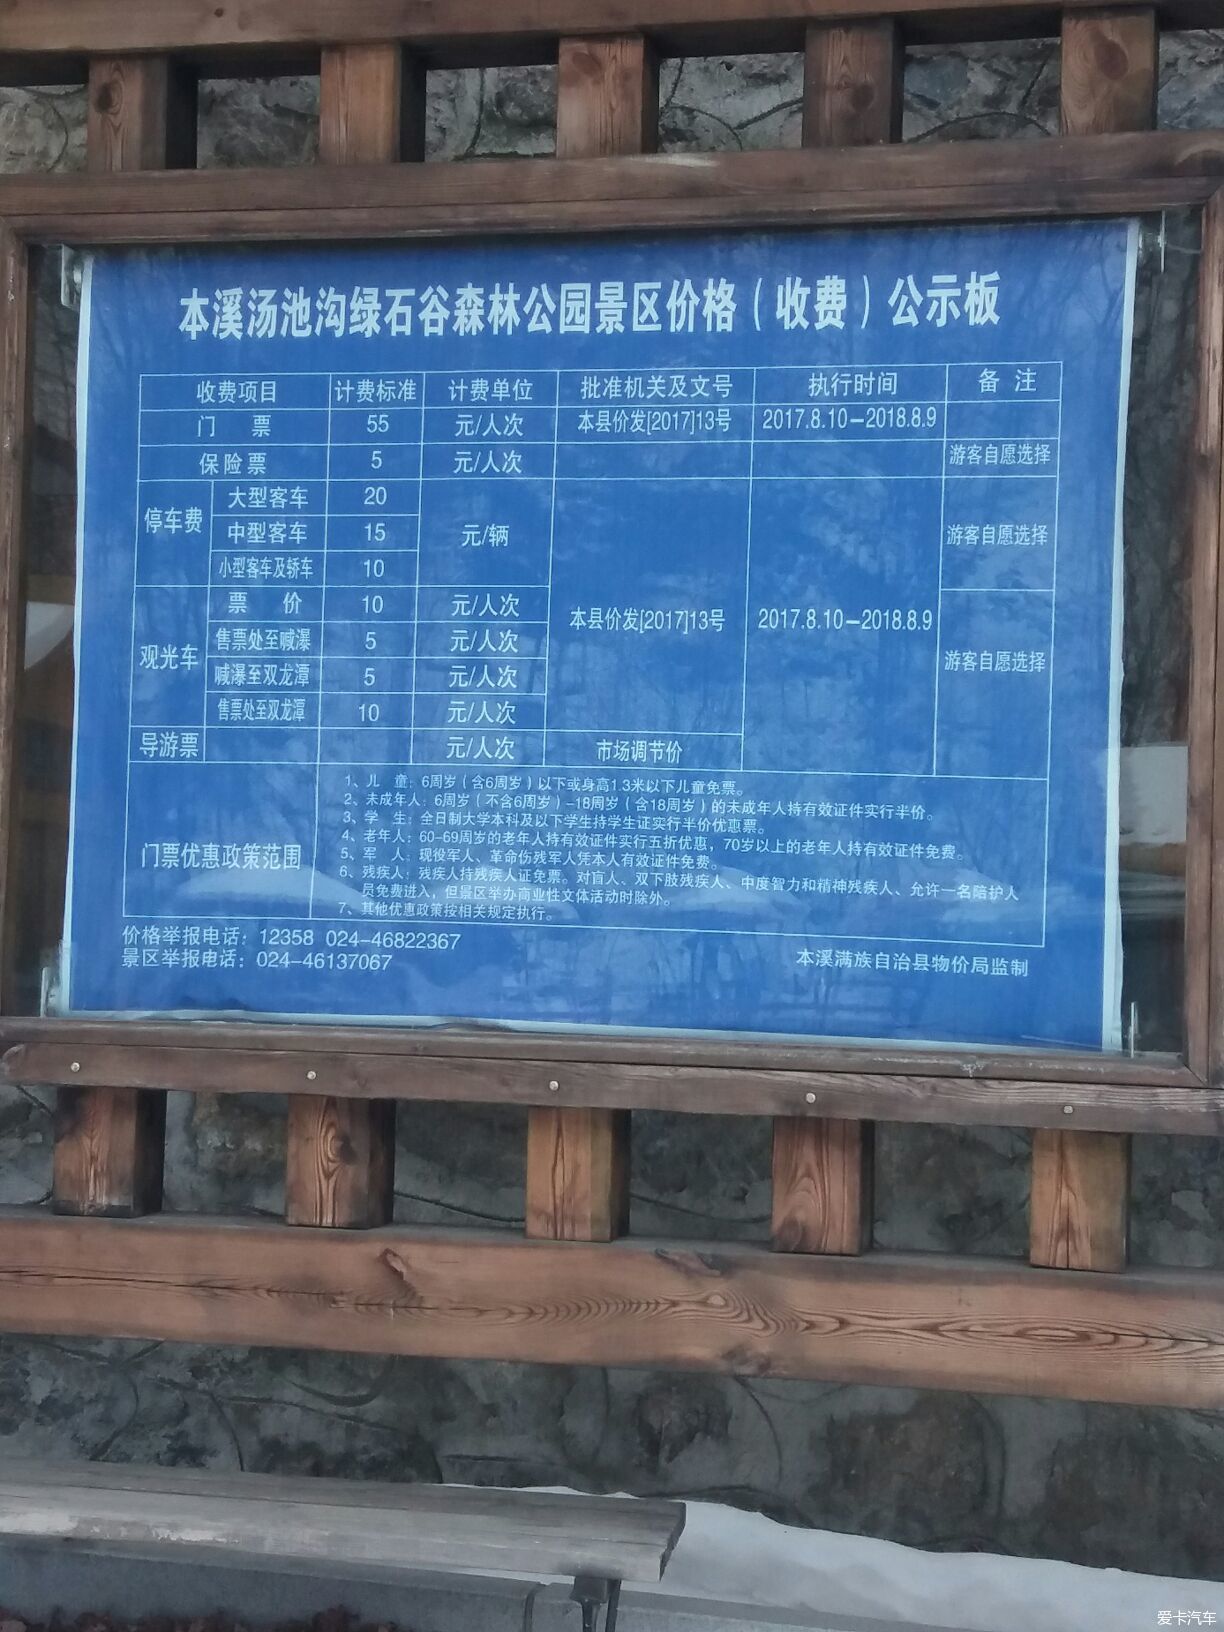 本溪汤池沟绿石谷森林公园景区价格（收费）公示板
收费项目 计费标准 计费单位 批准机关及文号 执行时间 备注
门票 55 元/人次 本县价发[2017]13号 2017.8.10－2018.8.9
保险票 5 元/人次 游客自愿选择
停车费 大型客车 20 元/辆 游客自愿选择
中型客车 15
小型客车及轿车 10
观光车 票价 10 元/人次 本县价发[2017]13号 2017.8.10－2018.8.9 游客自愿选择
售票处至喊瀑 5 元/人次
喊瀑至双龙潭 5 元/人次
售票处至双龙潭 10 元/人次
导游票 元/人次 市场调节价
门票优惠政策范围
1、儿 童：6周岁（含6周岁）以下或身高1.3米以下儿童免票。
2、未成年人：6周岁（不含6周岁）-18周岁（含18周岁）的未成年人持有效证件实行半价。
3、学 生：全日制大学本科及以下学生持学生证实行半价优惠票。
4、老年人：60-69周岁的老年人持有效证件实行五折优惠，70岁以上的老年人持有效证件免费。
5、军 人：现役军人、革命伤残军人凭本人有效证件免费。
6、残疾人：残疾人持残疾人证免票。对盲人、双下肢残疾人、中度智力和精神残疾人、允许一名陪护人
员免费进入，但景区举办商业性文体活动时除外。
7、其他优惠政策按相关规定执行。
价格举报电话：12358 024-46822367
景区举报电话：024-46137067
本溪满族自治县物价局监制
爱卡汽车